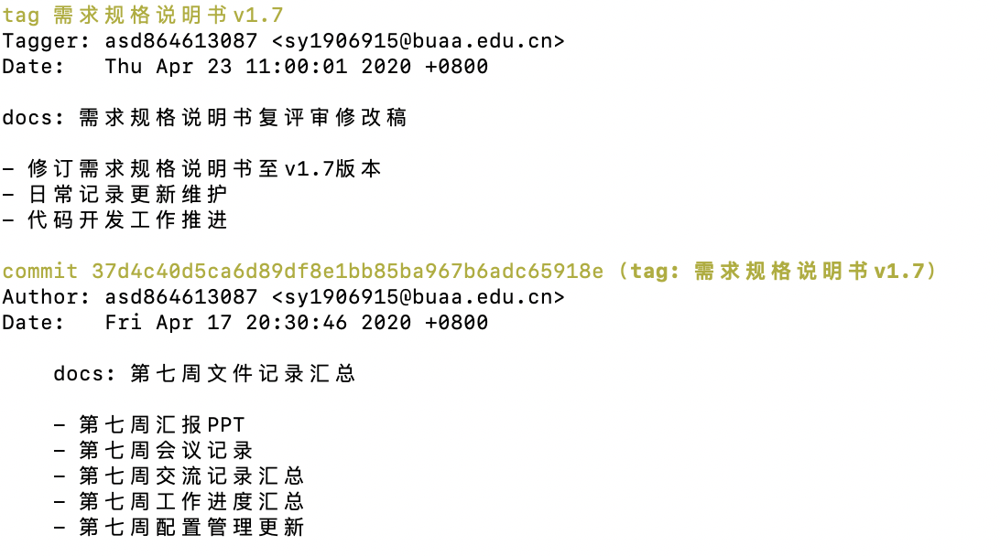 tag 需求规格说明书v1.7
Tagger: asd864613087 <sy1906915@buaa.edu.cn>
Date:   Thu Apr 23 11:00:01 2020 +0800
docs: 需求规格说明书复评审修改稿
- 修订需求规格说明书至v1.7版本
- 日常记录更新维护
- 代码开发工作推进
commit 37d4c40d5ca6d89df8e1bb85ba967b6adc65918e (tag: 需求规格说明书v1.7)
Author: asd864613087 <sy1906915@buaa.edu.cn>
Date:   Fri Apr 17 20:30:46 2020 +0800
docs: 第七周文件记录汇总
- 第七周汇报PPT
- 第七周会议记录
- 第七周交流记录汇总
- 第七周工作进度汇总
- 第七周配置管理更新